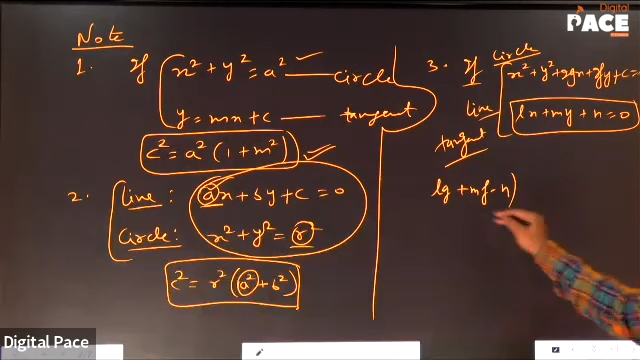 Digital
PACE
Note
1. If x² + y² = a² — circle
y = mx + c — tangent
c² = a² (1 + m²)
2. line : ax + by + c = 0
Circle : x² + y² = r²
c² = r² (a² + b²)
3. If circle
x² + y² + 2gx + 2fy + c =
line lx + my + n = 0
tangent
lg + mf - n)
Digital Pace